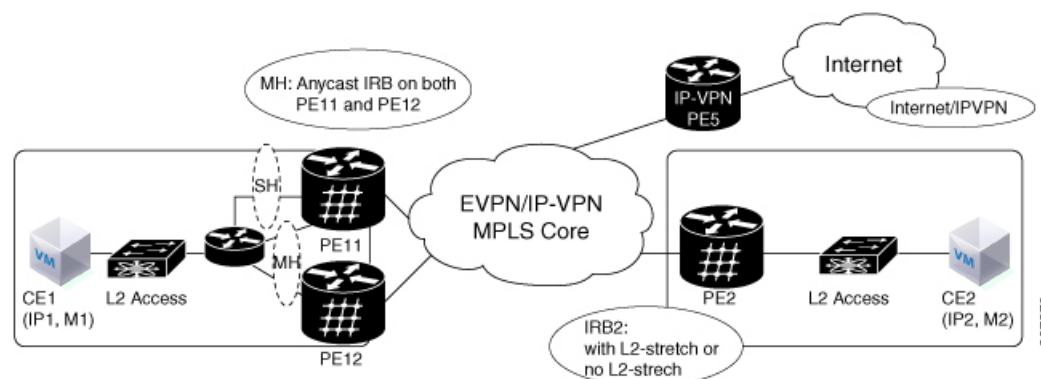 MH: Anycast IRB on both
PE11 and PE12
IP-VPN
PE5
Internet
Internet/IPVPN
SH
PE11
EVPN/IP-VPN
MPLS Core
VM
CE1
(IP1, M1)
L2 Access
MH
PE12
PE2
L2 Access
VM
CE2
(IP2, M2)
IRB2:
with L2-stretch or
no L2-strech